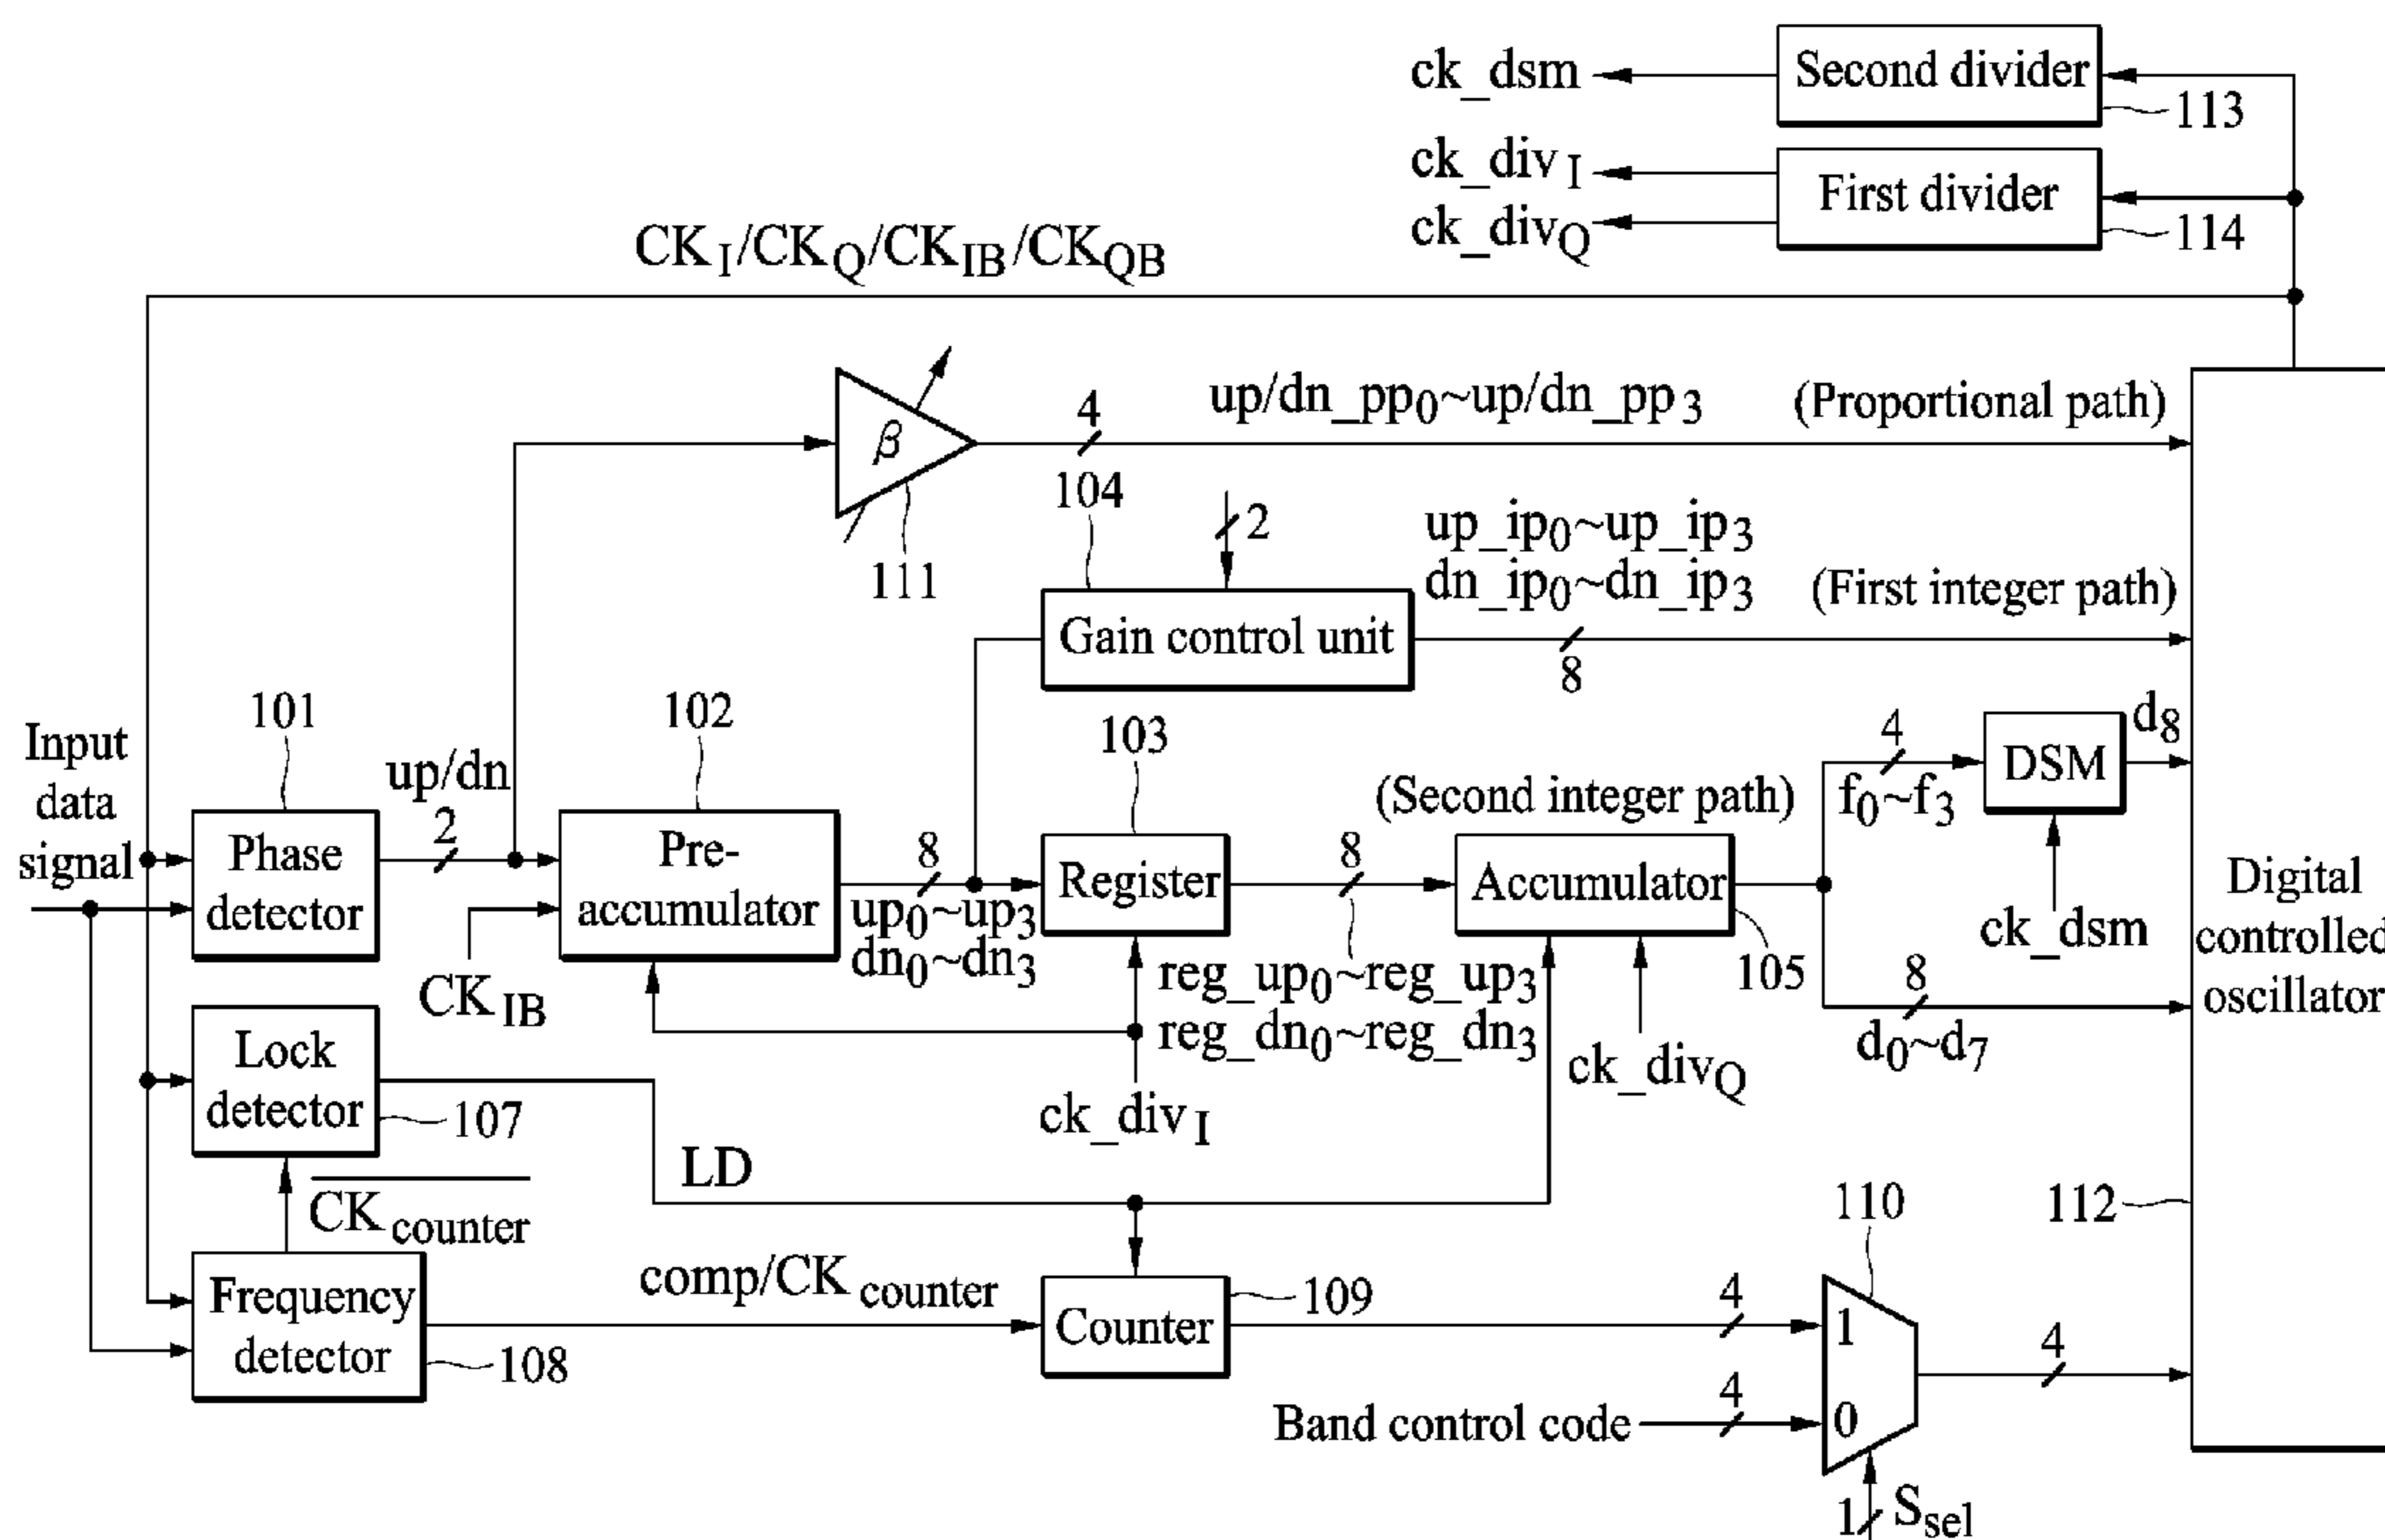 ck_dsm
Second divider
113
ck_div I
First divider
ck_divQ
114
CKI/CKQ/CKIB/CKQB
β
111
4
up/dn_pp0~up/dn_pp3
(Proportional path)
104
2
up_ip0~up_ip3
dn_ip0~dn_ip3
(First integer path)
Gain control unit
8
Input
data
signal
101
Phase
detector
up/dn
2
102
Pre-
accumulator
CKIB
8
up0~up3
dn0~dn3
103
Register
8
reg_up0~reg_up3
reg_dn0~reg_dn3
(Second integer path)
Accumulator
105
4
f0~f3
DSM
d8
ck_dsm
8
d0~d7
Digital
controlled
oscillator
112
ck_divQ
ck_div I
Lock
detector
107
LD
CKcounter
Frequency
detector
108
comp/CKcounter
Counter
109
4
110
1
0
4
Band control code
4
1
Ssel